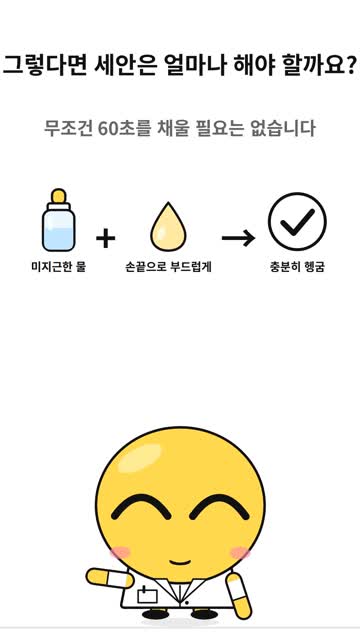 그렇다면 세안은 얼마나 해야 할까요?
무조건 60초를 채울 필요는 없습니다
미지근한 물
손끝으로 부드럽게
충분히 헹굼